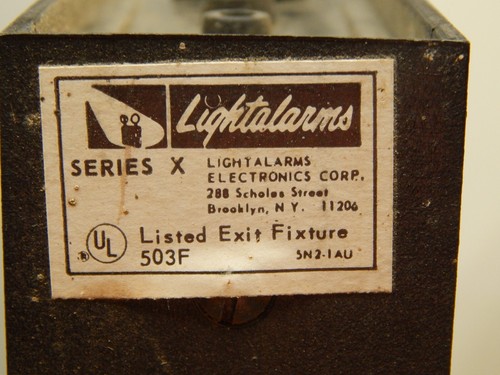 Lightalarms
SERIES X
LIGHTALARMS
ELECTRONICS CORP.
288 Scholes Street
Brooklyn, N.Y. 11206
UL ®
Listed Exit Fixture
503F
5N2-1AU